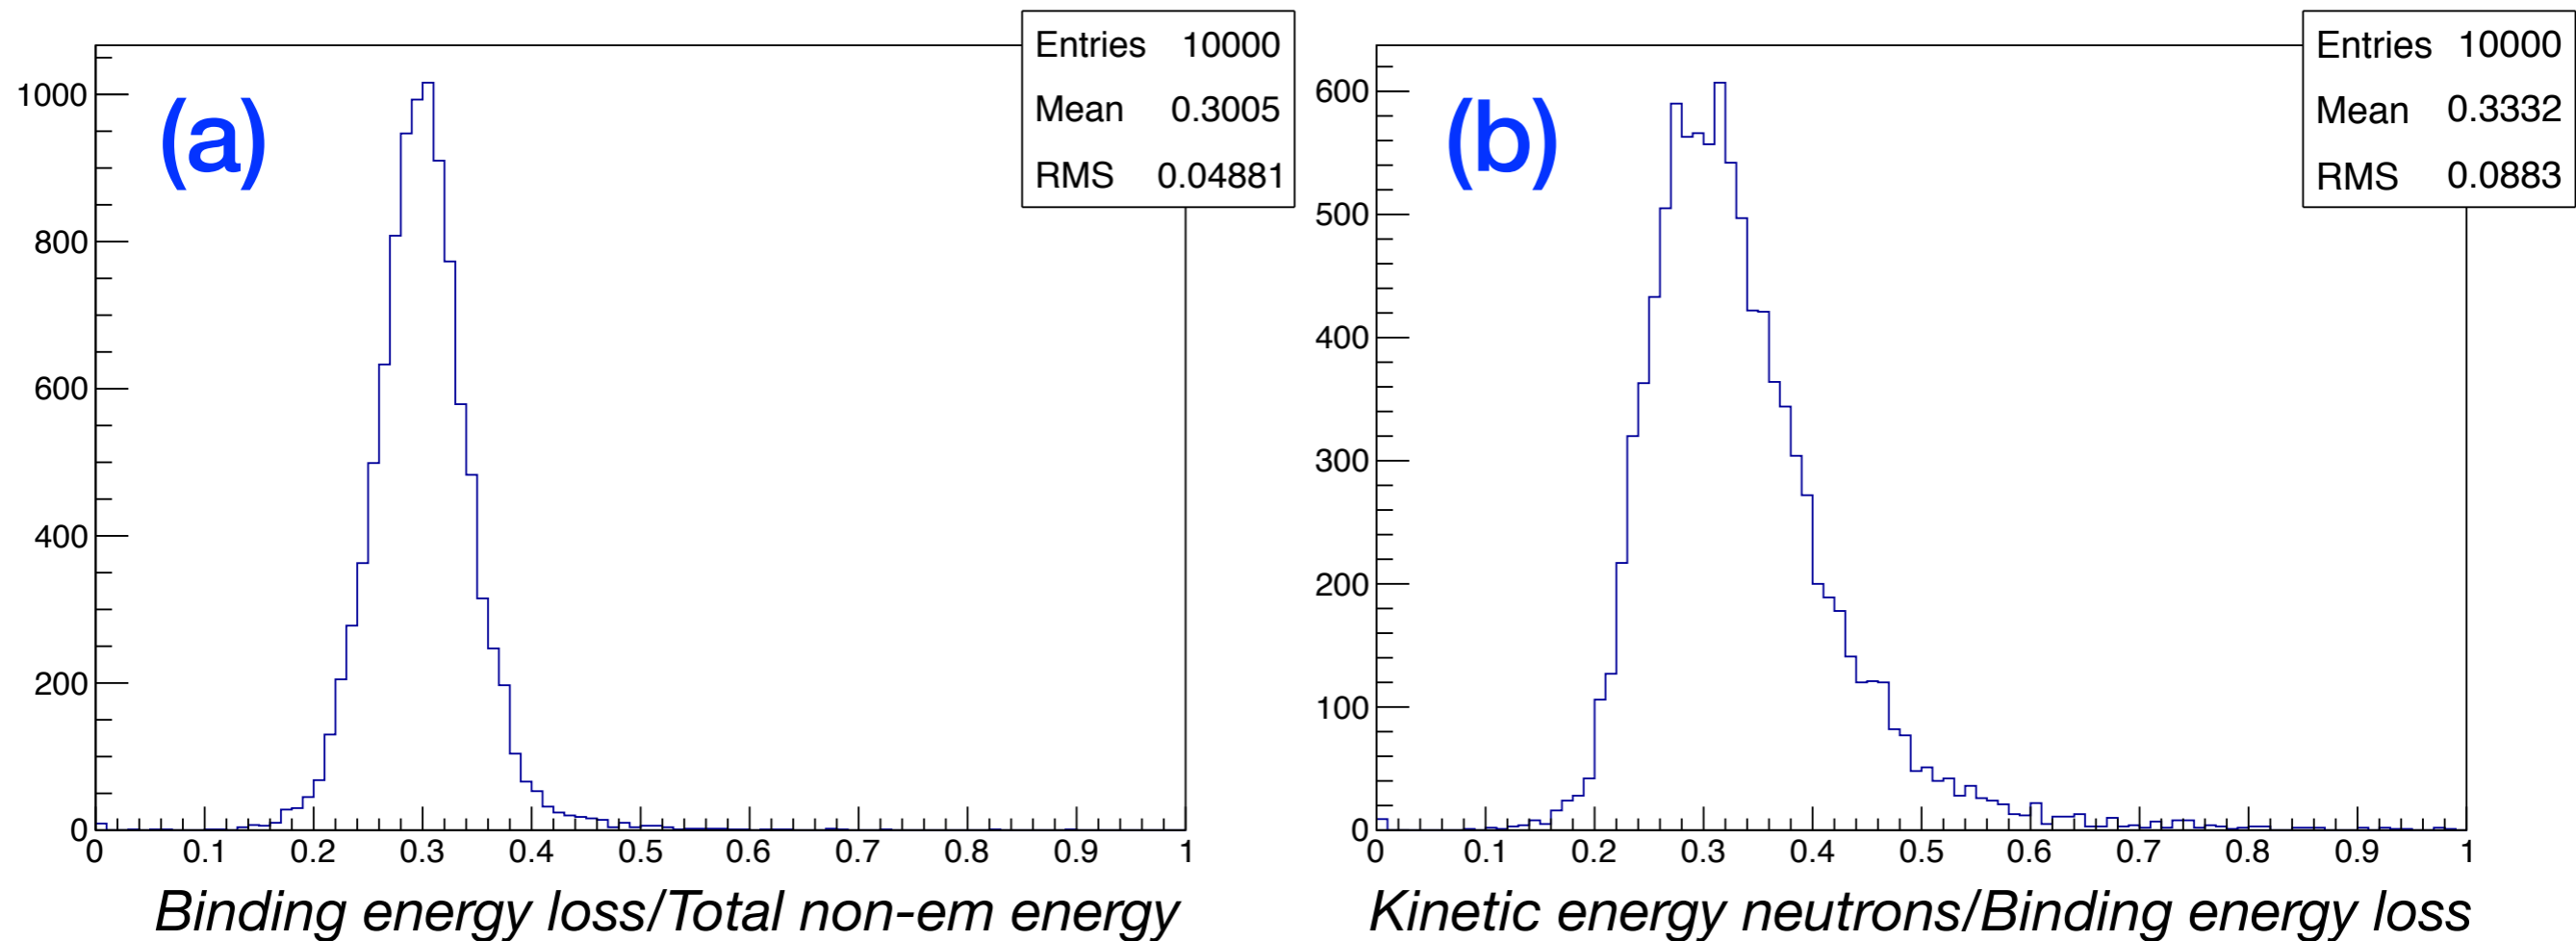 Entries 10000
Mean 0.3005
RMS 0.04881
(a)
1000
800
600
400
200
0
0 0.1 0.2 0.3 0.4 0.5 0.6 0.7 0.8 0.9 1
Binding energy loss/Total non-em energy
Entries 10000
Mean 0.3332
RMS 0.0883
(b)
600
500
400
300
200
100
0
0 0.1 0.2 0.3 0.4 0.5 0.6 0.7 0.8 0.9 1
Kinetic energy neutrons/Binding energy loss